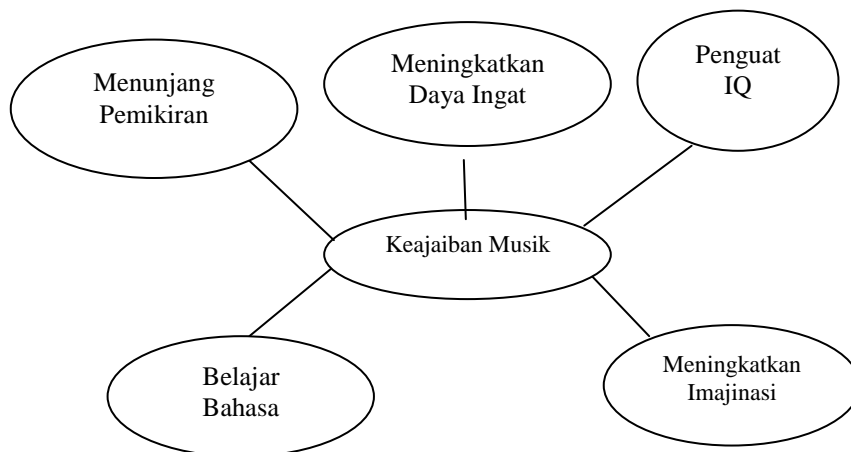 Menunjang
Pemikiran
Meningkatkan
Daya Ingat
Penguat
IQ
Keajaiban Musik
Belajar
Bahasa
Meningkatkan
Imajinasi